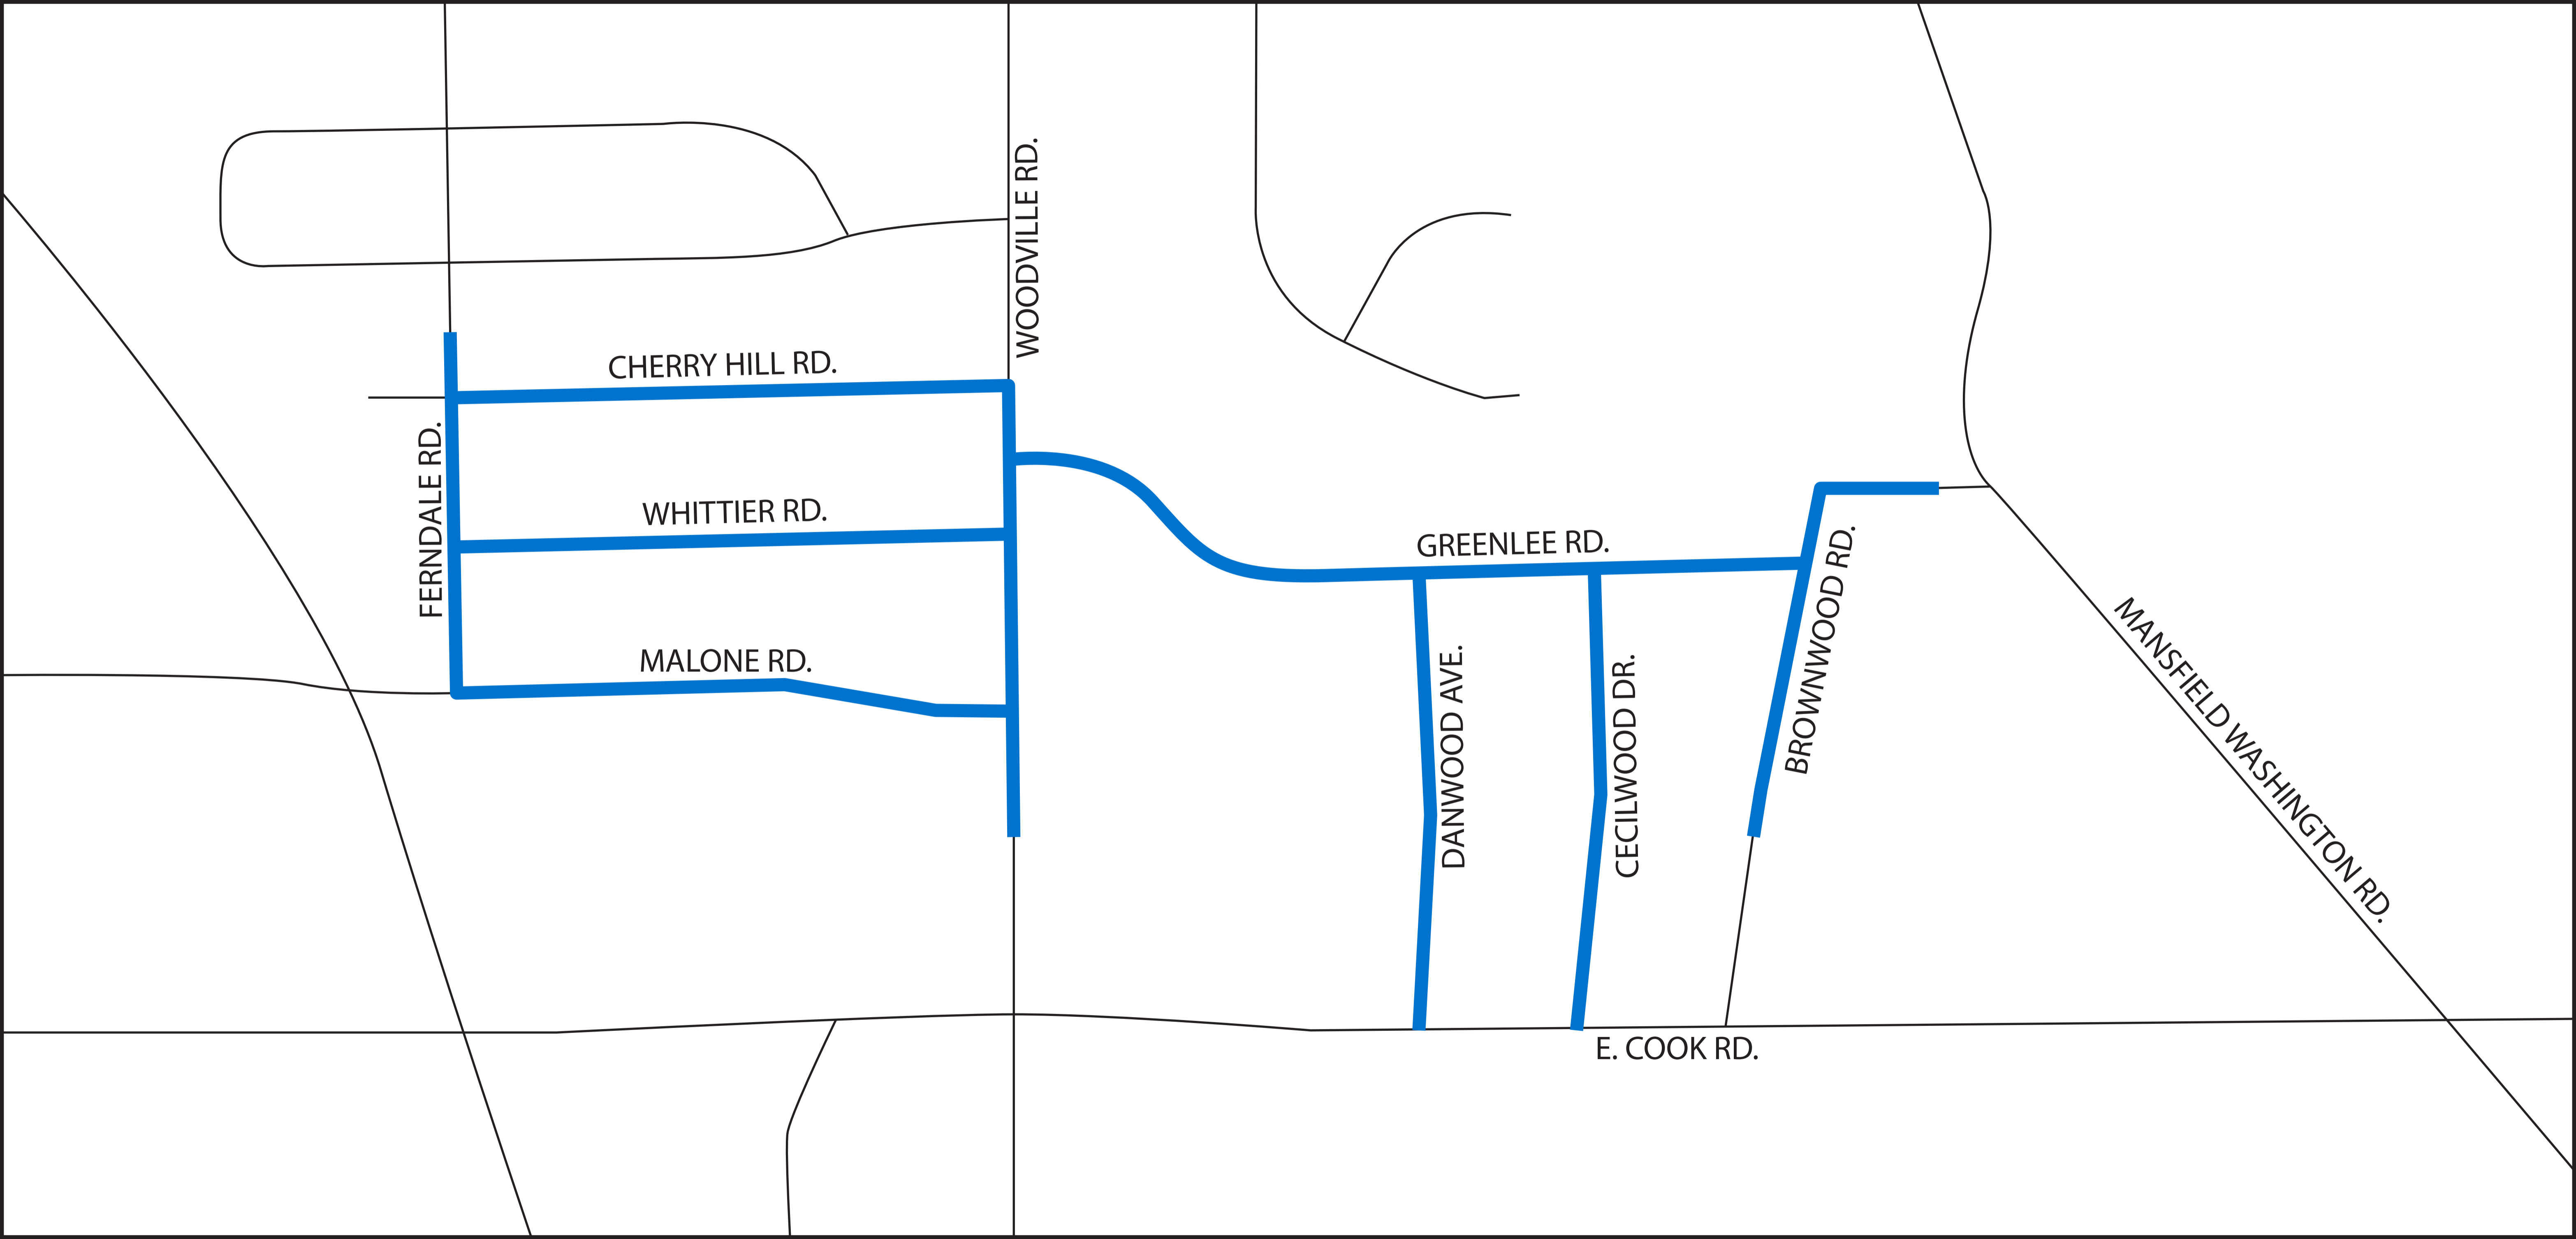 WOODVILLE RD.
CHERRY HILL RD.
FERNDALE RD.
WHITTIER RD.
GREENLEE RD.
BROWNWOOD RD.
MANSFIELD WASHINGTON RD.
MALONE RD.
DANWOOD AVE.
CECILWOOD DR.
E. COOK RD.